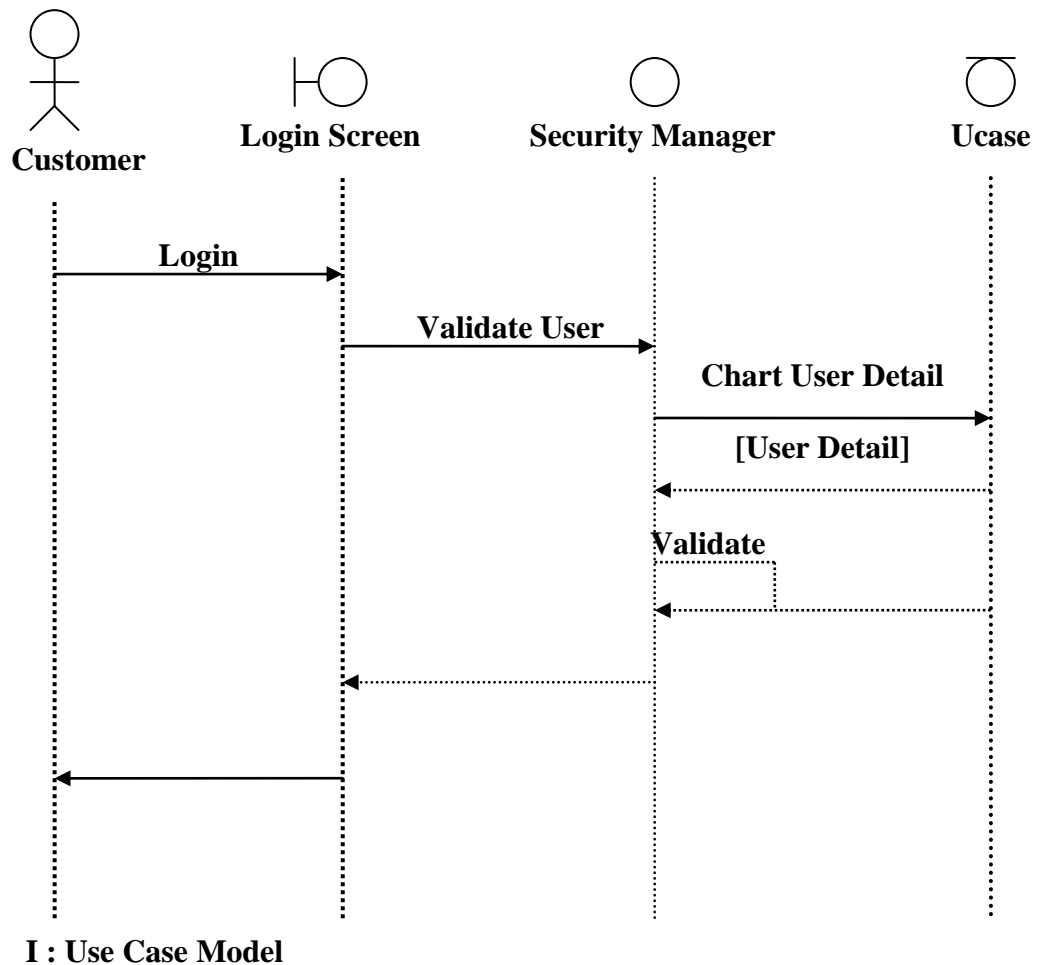 Customer
Login Screen
Security Manager
Ucase
Login
Validate User
Chart User Detail
[User Detail]
Validate
I : Use Case Model